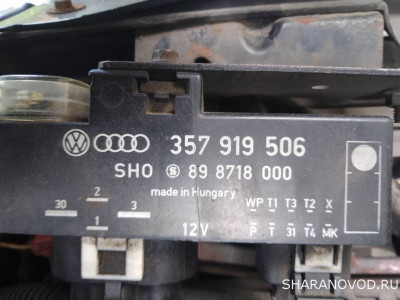 357 919 506
SHO 89 8718 000
made in Hungary
30 2 3 WP T1 T3 T2 X
1 12V P T 31 T4 MK
SHARANOVOD.RU